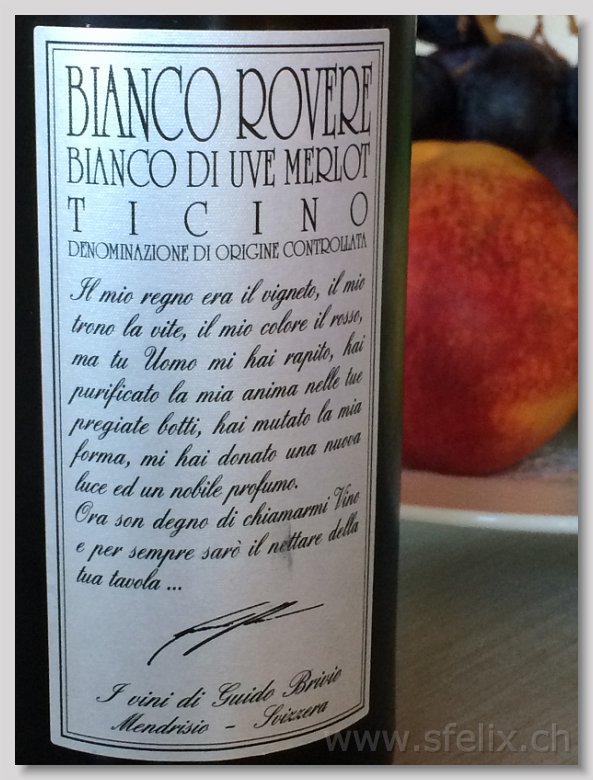 BIANCO ROVERE
BIANCO DI UVE MERLOT
TICINO
DENOMINAZIONE DI ORIGINE CONTROLLATA
Il mio regno era il vigneto, il mio
trono la vite, il mio colore il rosso,
ma tu Uomo mi hai rapito, hai
purificato la mia anima nelle tue
pregiate botti, hai mutato la mia
forma, mi hai donato una nuova
luce ed un nobile profumo.
Ora son degno di chiamarmi Vino
e per sempre sarò il nettare della
tua tavola ...
I vini di Guido Brivio
Mendrisio - Svizzera
www.sfelix.ch